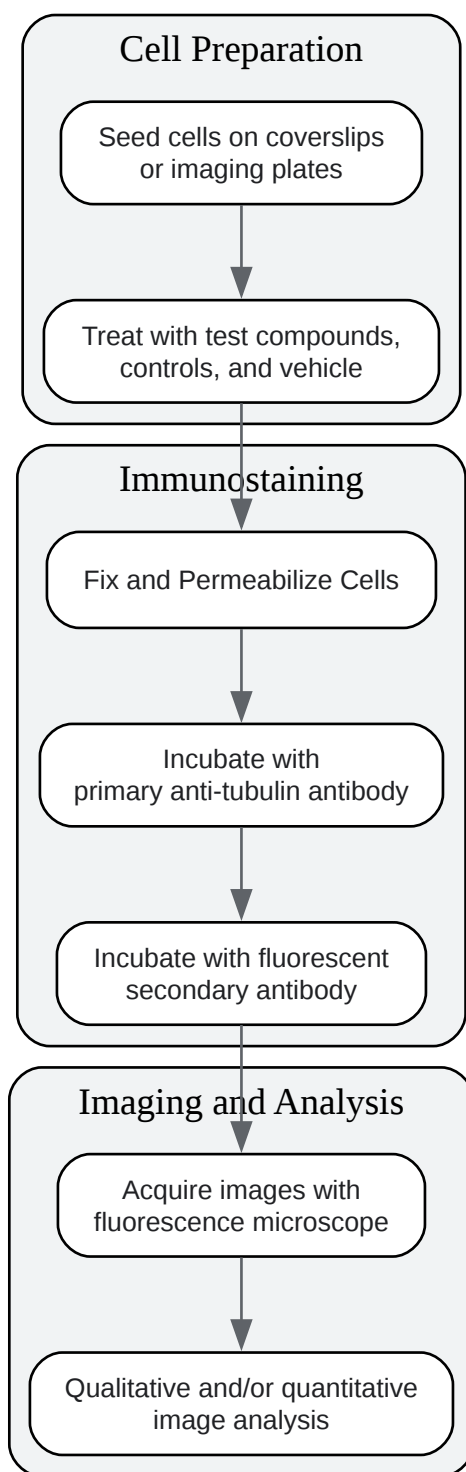 Cell Preparation
Seed cells on coverslips
or imaging plates
Treat with test compounds,
controls, and vehicle
Immunostaining
Fix and Permeabilize Cells
Incubate with
primary anti-tubulin antibody
Incubate with fluorescent
secondary antibody
Imaging and Analysis
Acquire images with
fluorescence microscope
Qualitative and/or quantitative
image analysis